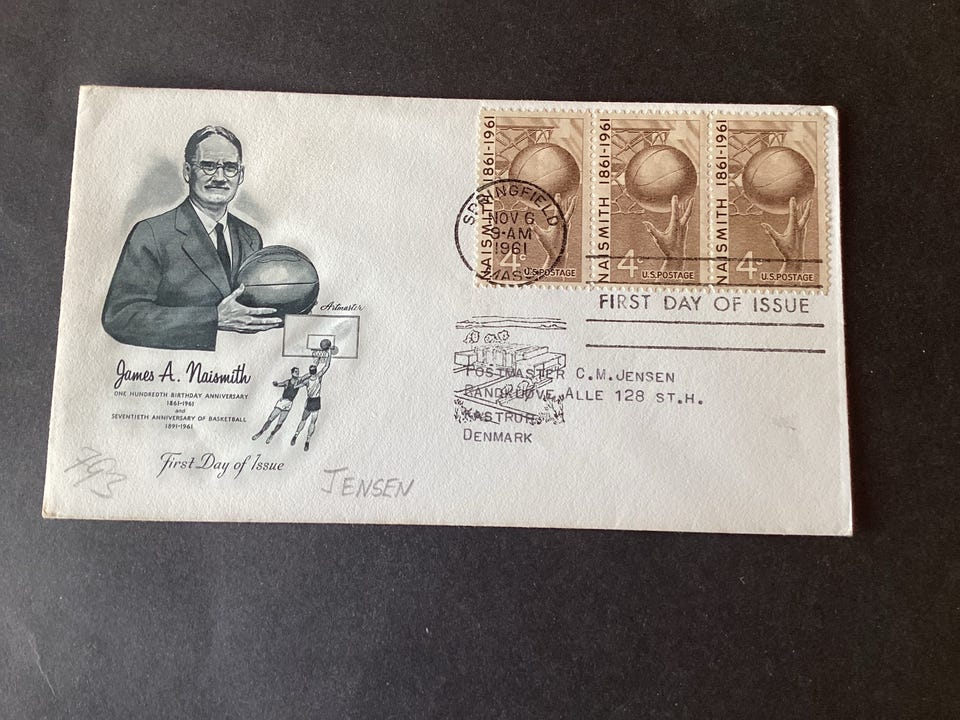 NAISMITH 1861-1961
4¢ U.S.POSTAGE
NAISMITH 1861-1961
4¢ U.S.POSTAGE
NAISMITH 1861-1961
4¢ U.S.POSTAGE
SPRINGFIELD
NOV 6
9-AM
1961
MASS
FIRST DAY OF ISSUE
Artmaster
James A. Naismith
ONE HUNDREDTH BIRTHDAY ANNIVERSARY
1861-1961
and
SEVENTIETH ANNIVERSARY OF BASKETBALL
1891-1961
First Day of Issue
793
JENSEN
POSTMASTER C.M.JENSEN
ALLE 128 ST.H.
KASTRUP.
DENMARK